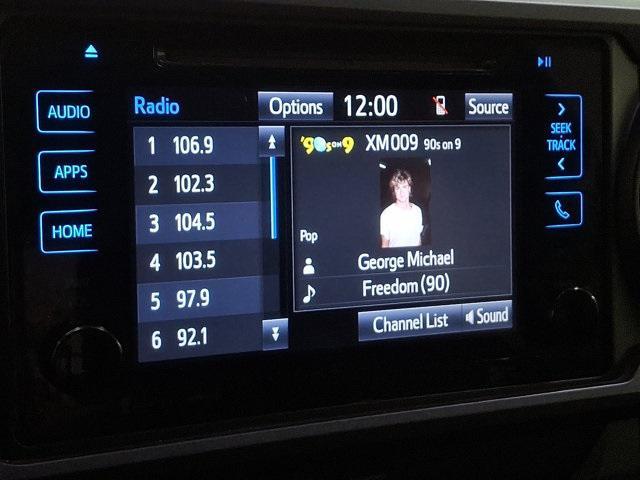 AUDIO
APPS
HOME
Radio
Options
12:00
Source
1 106.9
2 102.3
3 104.5
4 103.5
5 97.9
6 92.1
'90s ON 9
XM009 90s on 9
Pop
George Michael
Freedom (90)
Channel List
Sound
SEEK
TRACK